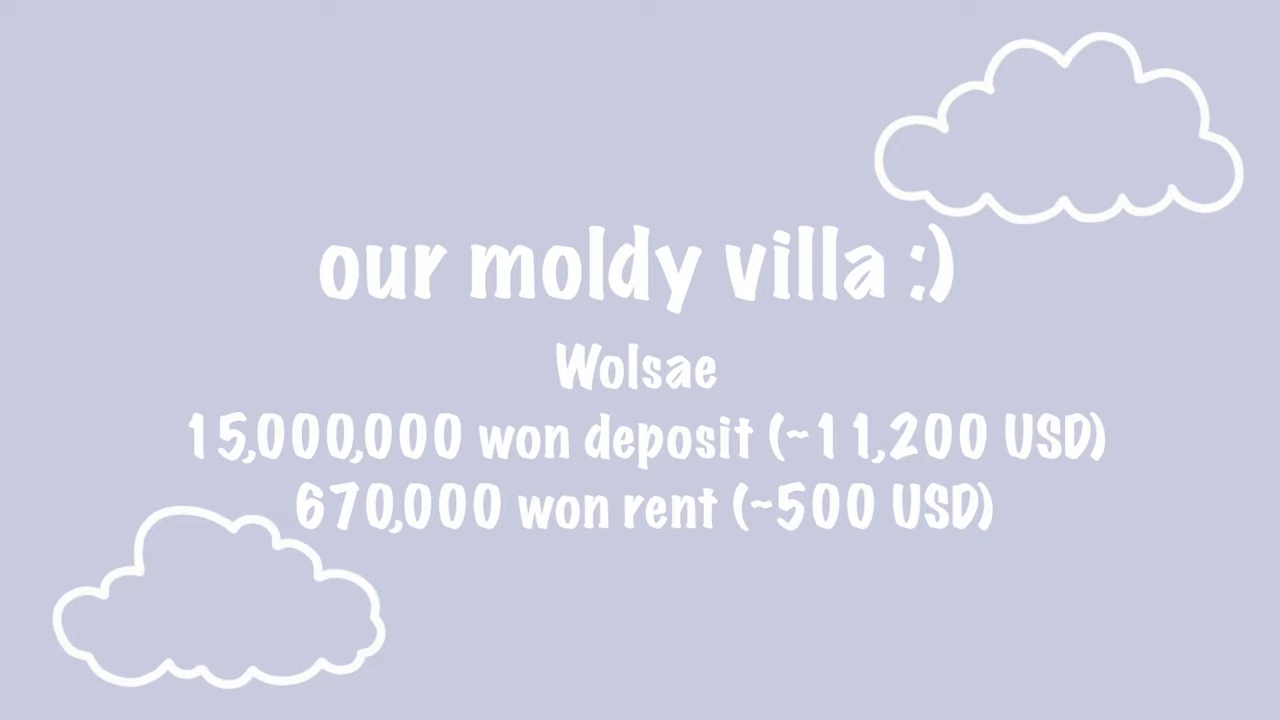 our moldy villa :)
Wolsae
15,000,000 won deposit (~11,200 USD)
670,000 won rent (~500 USD)